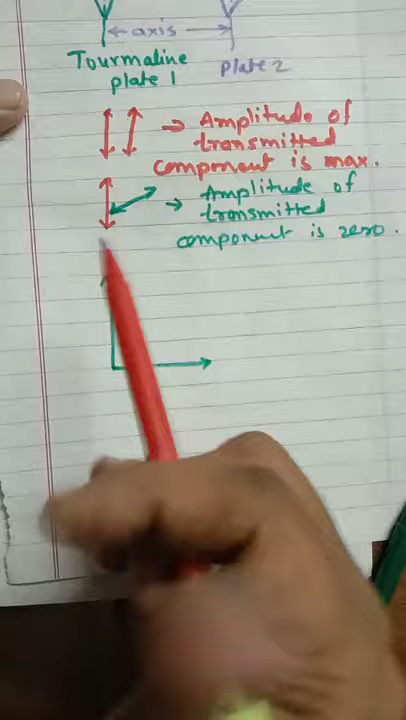 axis
Tourmaline
plate 1
Plate 2
Amplitude of
transmitted
component is max.
Amplitude of
transmitted
component is zero.